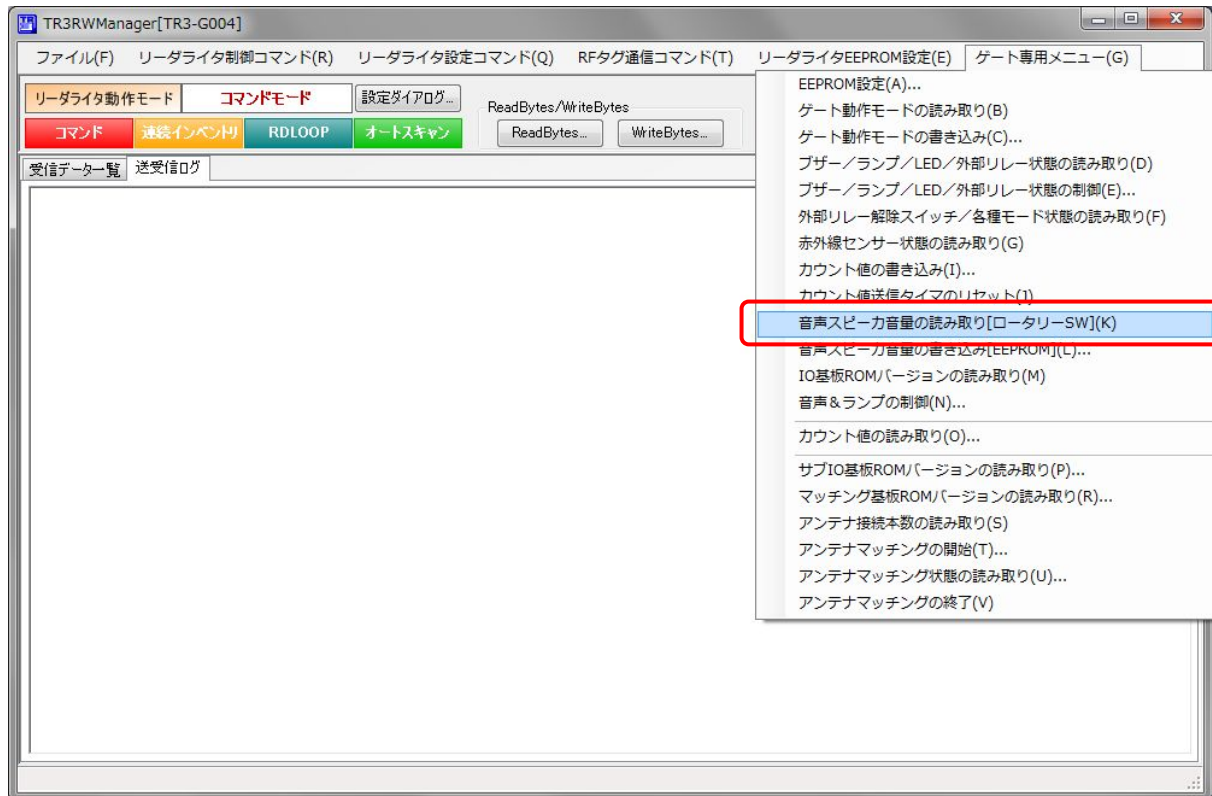 TR3RWManager[TR3-G004]
ファイル(F) リーダライタ制御コマンド(R) リーダライタ設定コマンド(Q) RFタグ通信コマンド(T) リーダライタEEPROM設定(E) ゲート専用メニュー(G)
リーダライタ動作モード コマンドモード 設定ダイアログ...
ReadBytes/WriteBytes
コマンド 連続インベントリ RDLOOP オートスキャン ReadBytes... WriteBytes...
受信データ一覧 送受信ログ
EEPROM設定(A)...
ゲート動作モードの読み取り(B)
ゲート動作モードの書き込み(C)...
ブザー／ランプ／LED／外部リレー状態の読み取り(D)
ブザー／ランプ／LED／外部リレー状態の制御(E)...
外部リレー解除スイッチ／各種モード状態の読み取り(F)
赤外線センサー状態の読み取り(G)
カウント値の書き込み(I)...
カウント値送信タイマのリセット(J)
音声スピーカ音量の読み取り[ロータリーSW](K)
音声スピーカ音量の書き込み[EEPROM](L)...
IO基板ROMバージョンの読み取り(M)
音声＆ランプの制御(N)...
カウント値の読み取り(O)...
サブIO基板ROMバージョンの読み取り(P)...
マッチング基板ROMバージョンの読み取り(R)...
アンテナ接続本数の読み取り(S)
アンテナマッチングの開始(T)...
アンテナマッチング状態の読み取り(U)...
アンテナマッチングの終了(V)